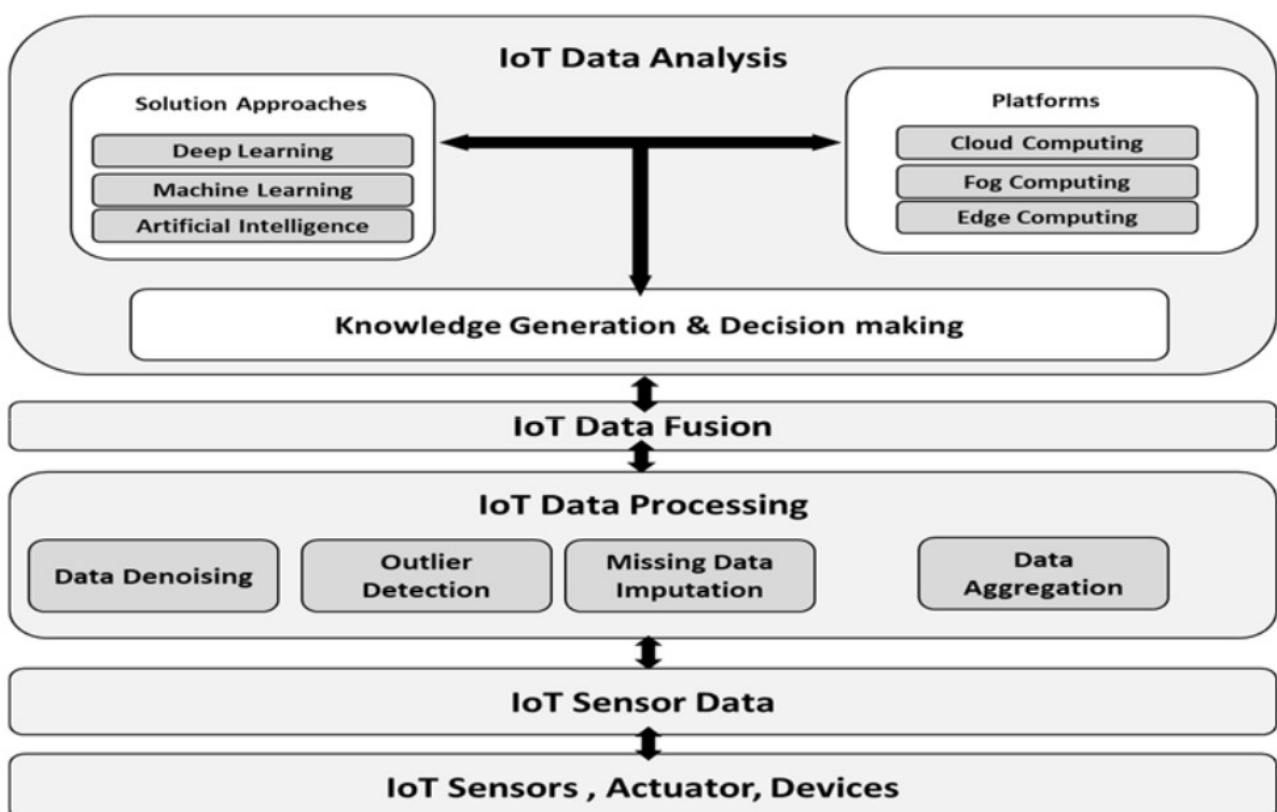 IoT Data Analysis
Solution Approaches
Deep Learning
Machine Learning
Artificial Intelligence
Platforms
Cloud Computing
Fog Computing
Edge Computing
Knowledge Generation & Decision making
IoT Data Fusion
IoT Data Processing
Data Denoising
Outlier
Detection
Missing Data
Imputation
Data
Aggregation
IoT Sensor Data
IoT Sensors , Actuator, Devices